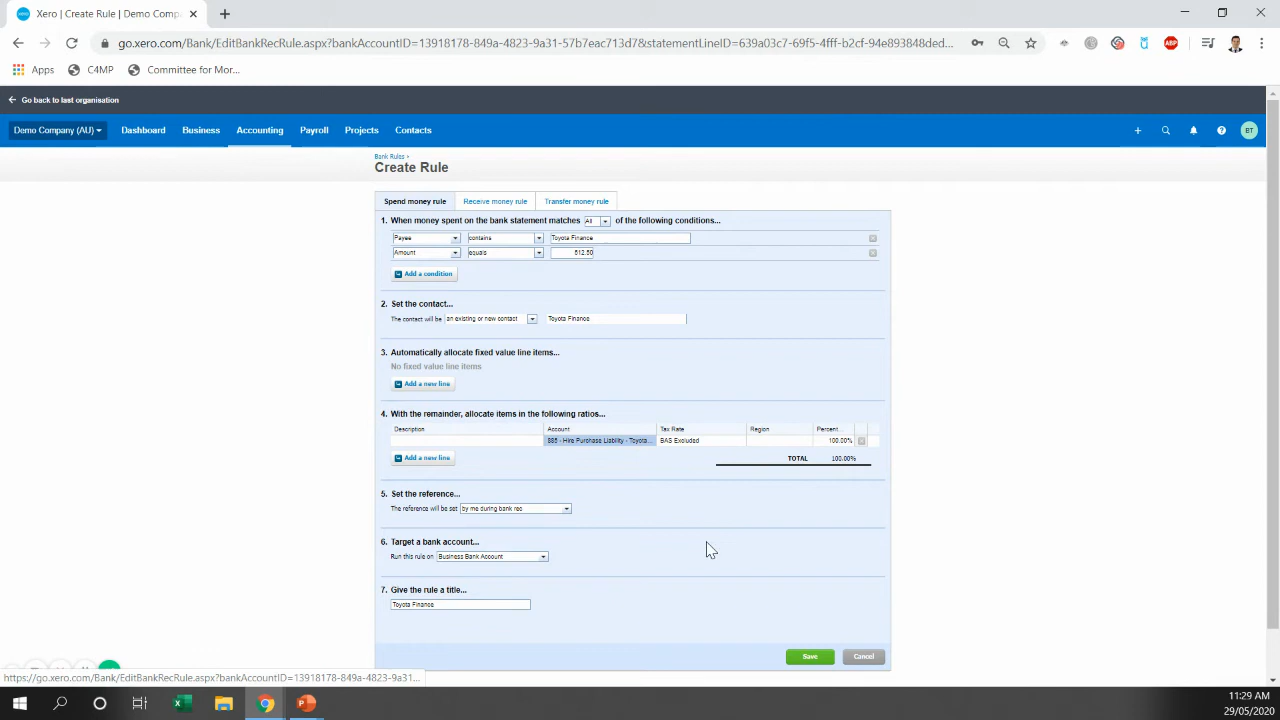 Xero | Create Rule | Demo Comp
go.xero.com/Bank/EditBankRecRule.aspx?bankAccountID=13918178-849a-4823-9a31-57b7eac713d7&statementLineID=639a03c7-69f5-4fff-b2cf-94e893848ded...
ABP
Apps
C4MP
Committee for Mor...
Go back to last organisation
Demo Company (AU)
Dashboard
Business
Accounting
Payroll
Projects
Contacts
BT
Bank Rules >
Create Rule
Spend money rule
Receive money rule
Transfer money rule
1. When money spent on the bank statement matches All of the following conditions...
Payee contains Toyota Finance
Amount equals 512.50
Add a condition
2. Set the contact...
The contact will be an existing or new contact Toyota Finance
3. Automatically allocate fixed value line items...
No fixed value line items
Add a new line
4. With the remainder, allocate items in the following ratios...
Description Account Tax Rate Region Percent...
885 - Hire Purchase Liability - Toyota... BAS Excluded 100.00%
Add a new line
TOTAL 100.00%
5. Set the reference...
The reference will be set by me during bank rec
6. Target a bank account...
Run this rule on Business Bank Account
7. Give the rule a title...
Toyota Finance
Save
Cancel
https://go.xero.com/Bank/EditBankRecRule.aspx?bankAccountID=13918178-849a-4823-9a31...
11:29 AM
29/05/2020